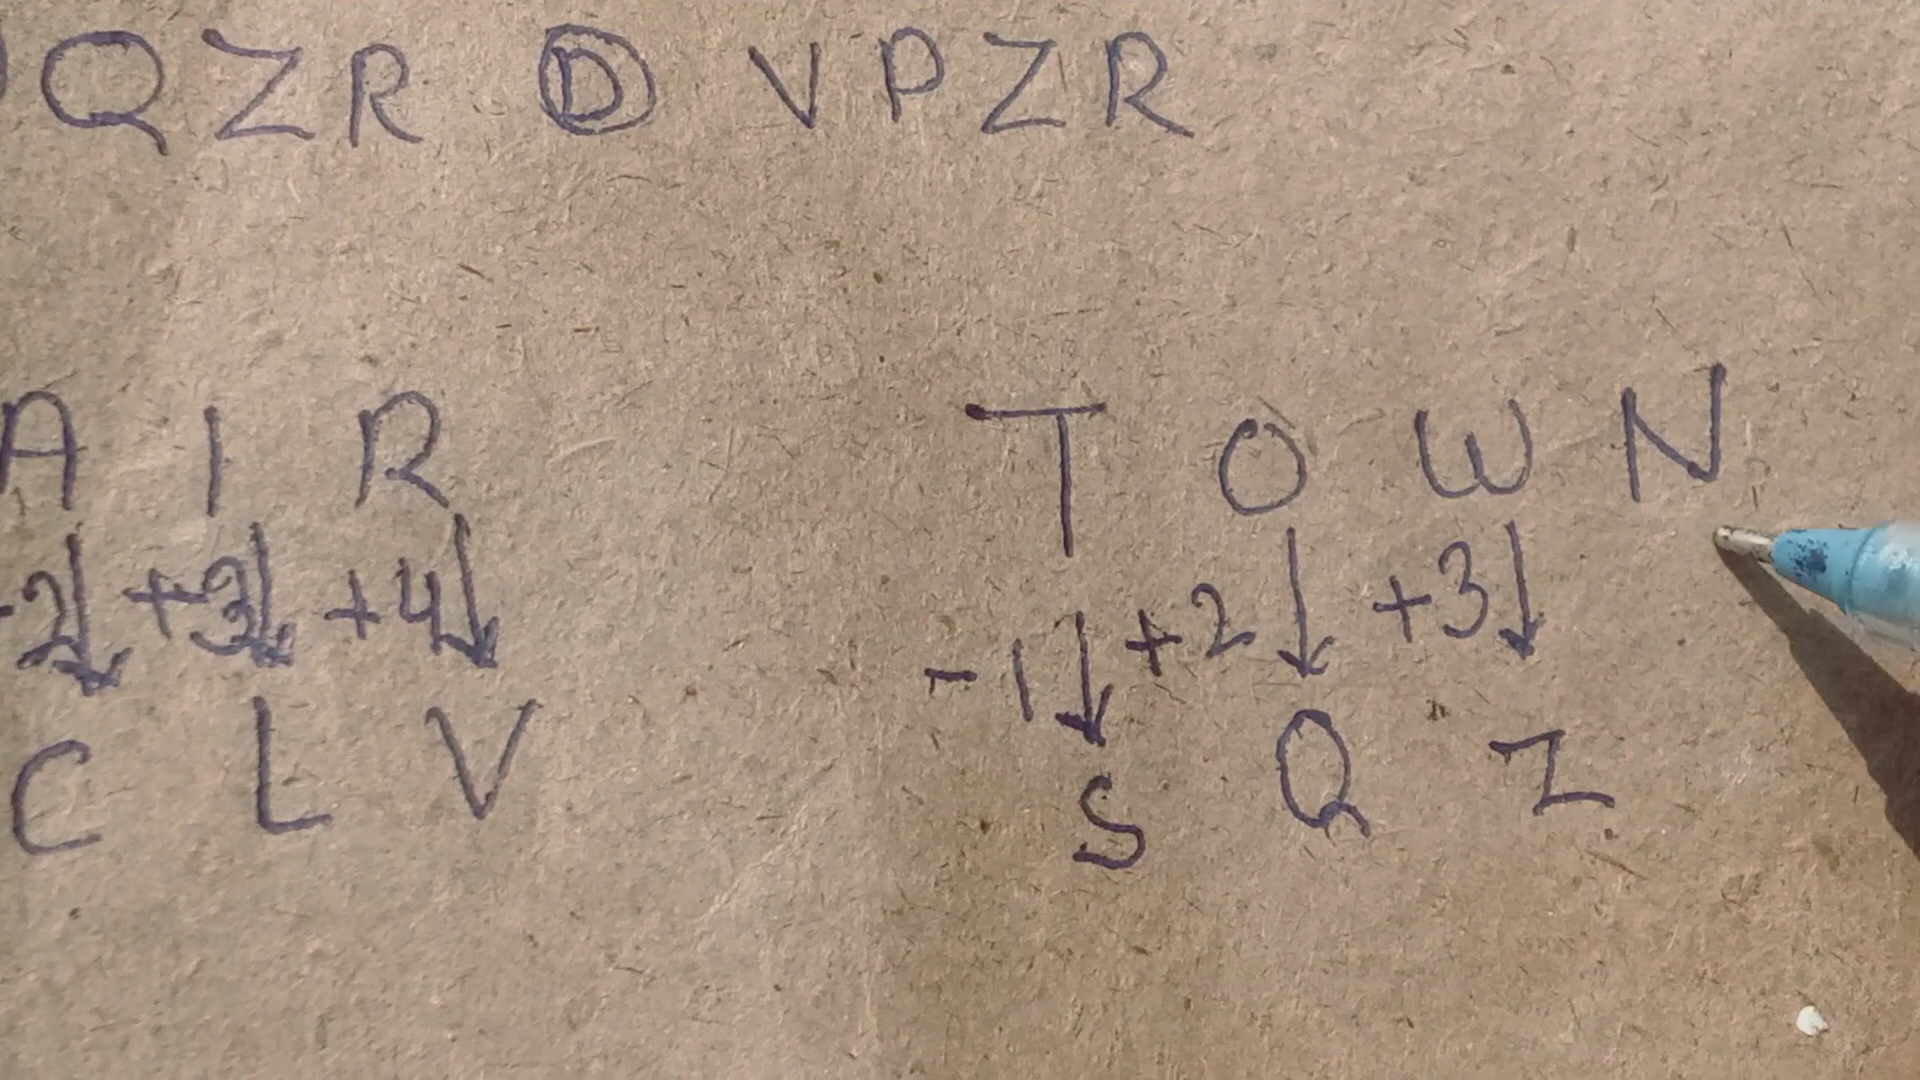 QZR Ⓓ VPZR
A I R T O W N
-2 +3 +4 -1 +2 +3
C L V S Q Z